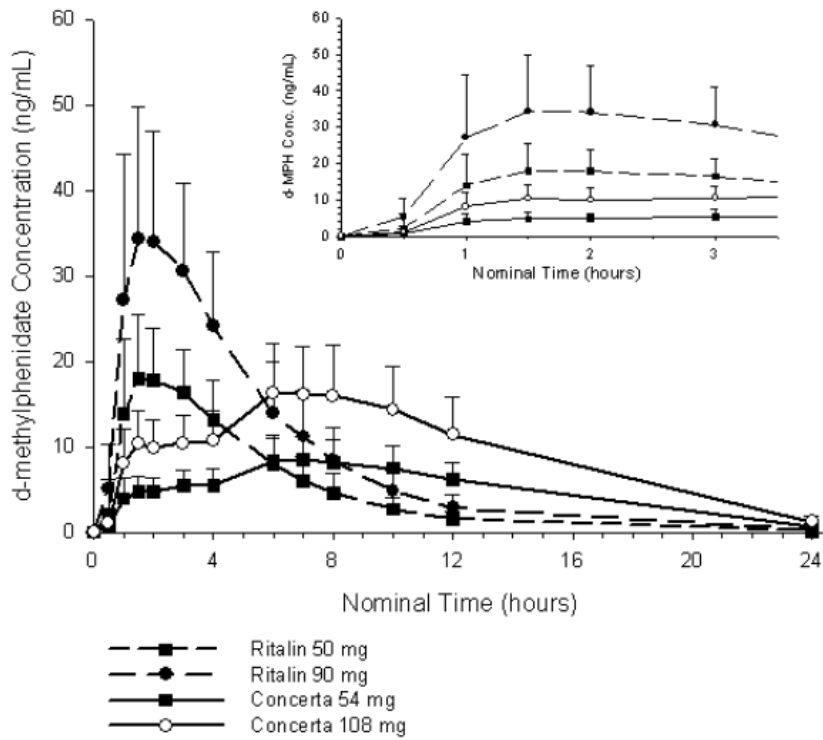 60
50
40
30
20
10
0
d-methylphenidate Concentration (ng/mL)
0 4 8 12 16 20 24
Nominal Time (hours)
60
50
40
30
20
10
0
d-MPH Conc. (ng/mL)
0 1 2 3
Nominal Time (hours)
Ritalin 50 mg
Ritalin 90 mg
Concerta 54 mg
Concerta 108 mg